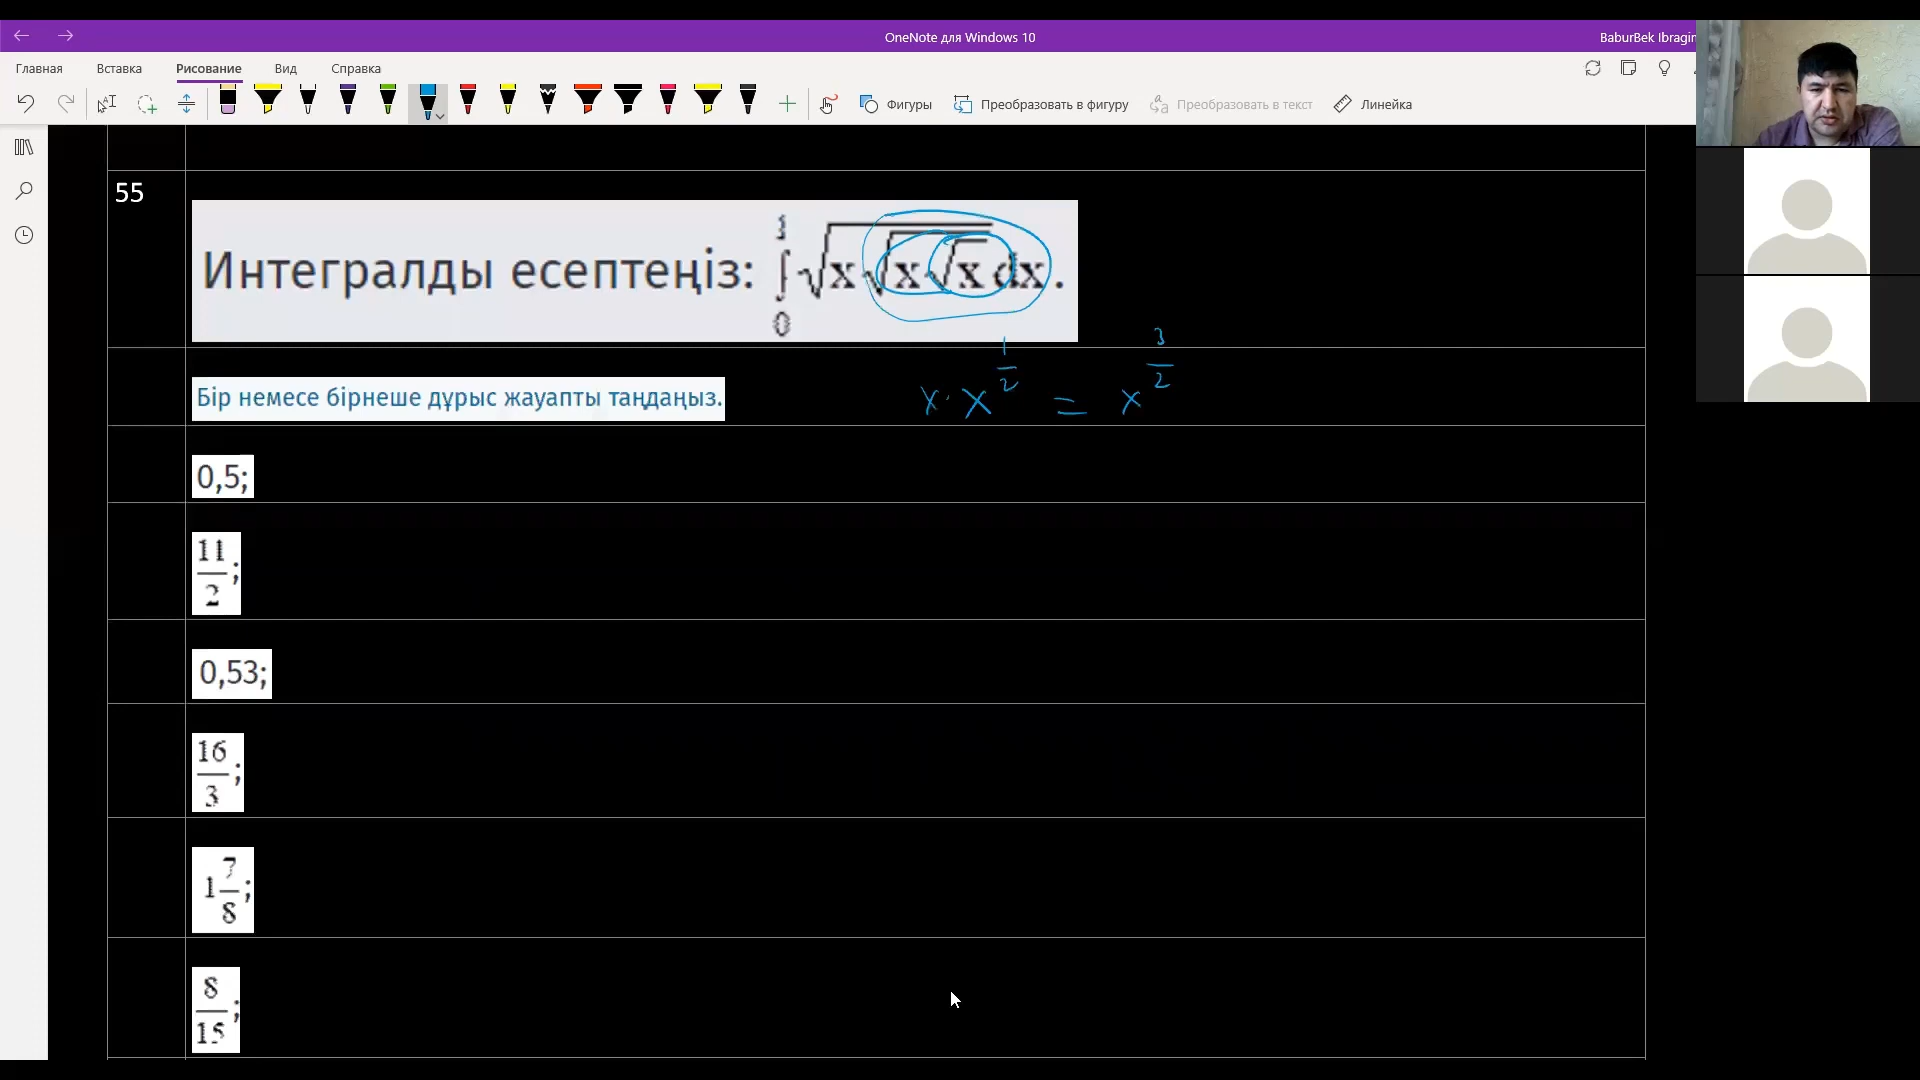 OneNote для Windows 10
BaburBek Ibragin
Главная Вставка Рисование Вид Справка
Фигуры Преобразовать в фигуру Преобразовать в текст Линейка
55
Интегралды есептеңіз: ∫₀¹ √(x√(x√x)) dx.
Бір немесе бірнеше дұрыс жауапты таңдаңыз.
x · x^(1/2) = x^(3/2)
0,5;
11/2;
0,53;
16/3;
1 7/8;
8/15;